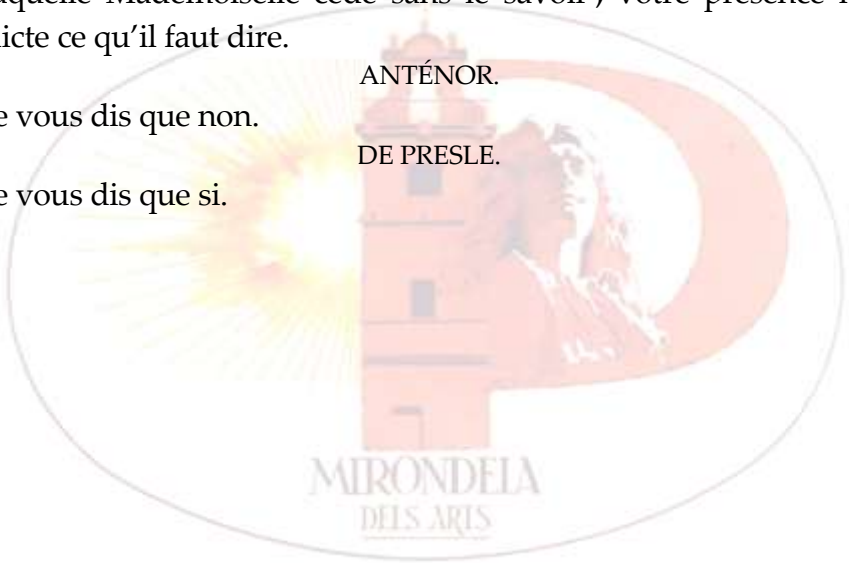 aquelle Mademoiselle cède sans le savoir ; votre présence
icte ce qu'il faut dire.
ANTÉNOR.
e vous dis que non.
DE PRESLE.
e vous dis que si.
MIRONDELA
DELS ARTS